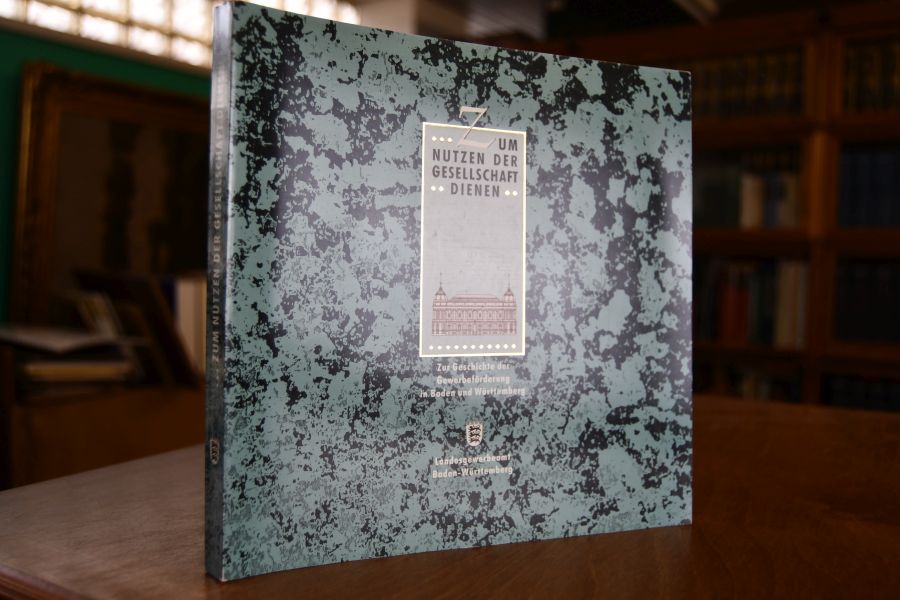 ZUM
NUTZEN DER
GESELLSCHAFT
DIENEN
Zur Geschichte der
Gewerbeförderung
in Baden und Württemberg
Landesgewerbeamt
Baden-Württemberg
ZUM NUTZEN DER GESELLSCHAFT